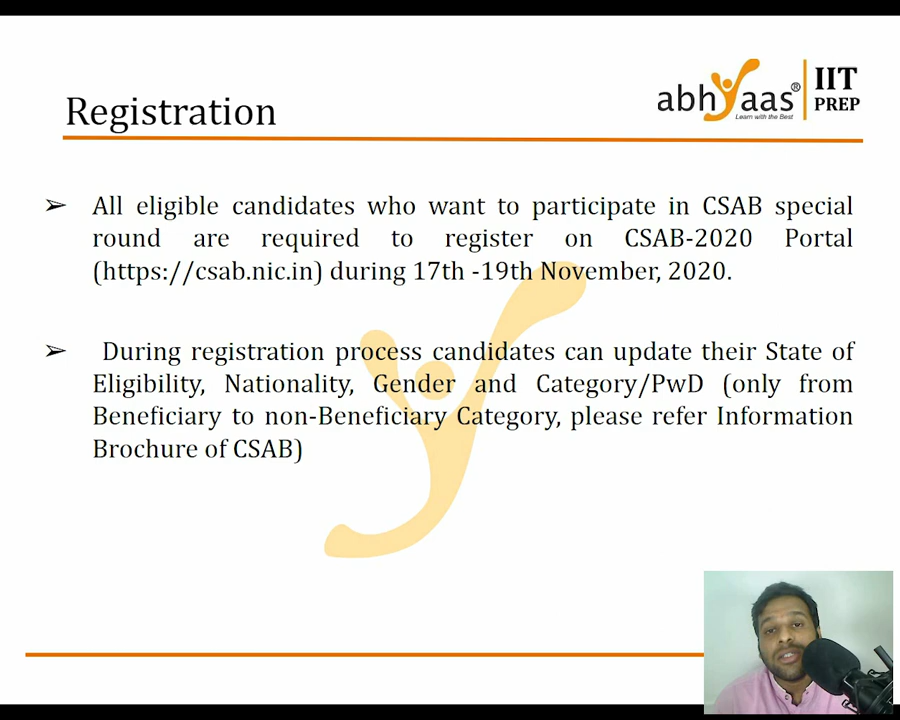 Registration
abhyaas®
Learn with the Best
IIT
PREP
➢ All eligible candidates who want to participate in CSAB special
round are required to register on CSAB-2020 Portal
(https://csab.nic.in) during 17th -19th November, 2020.
➢ During registration process candidates can update their State of
Eligibility, Nationality, Gender and Category/PwD (only from
Beneficiary to non-Beneficiary Category, please refer Information
Brochure of CSAB)